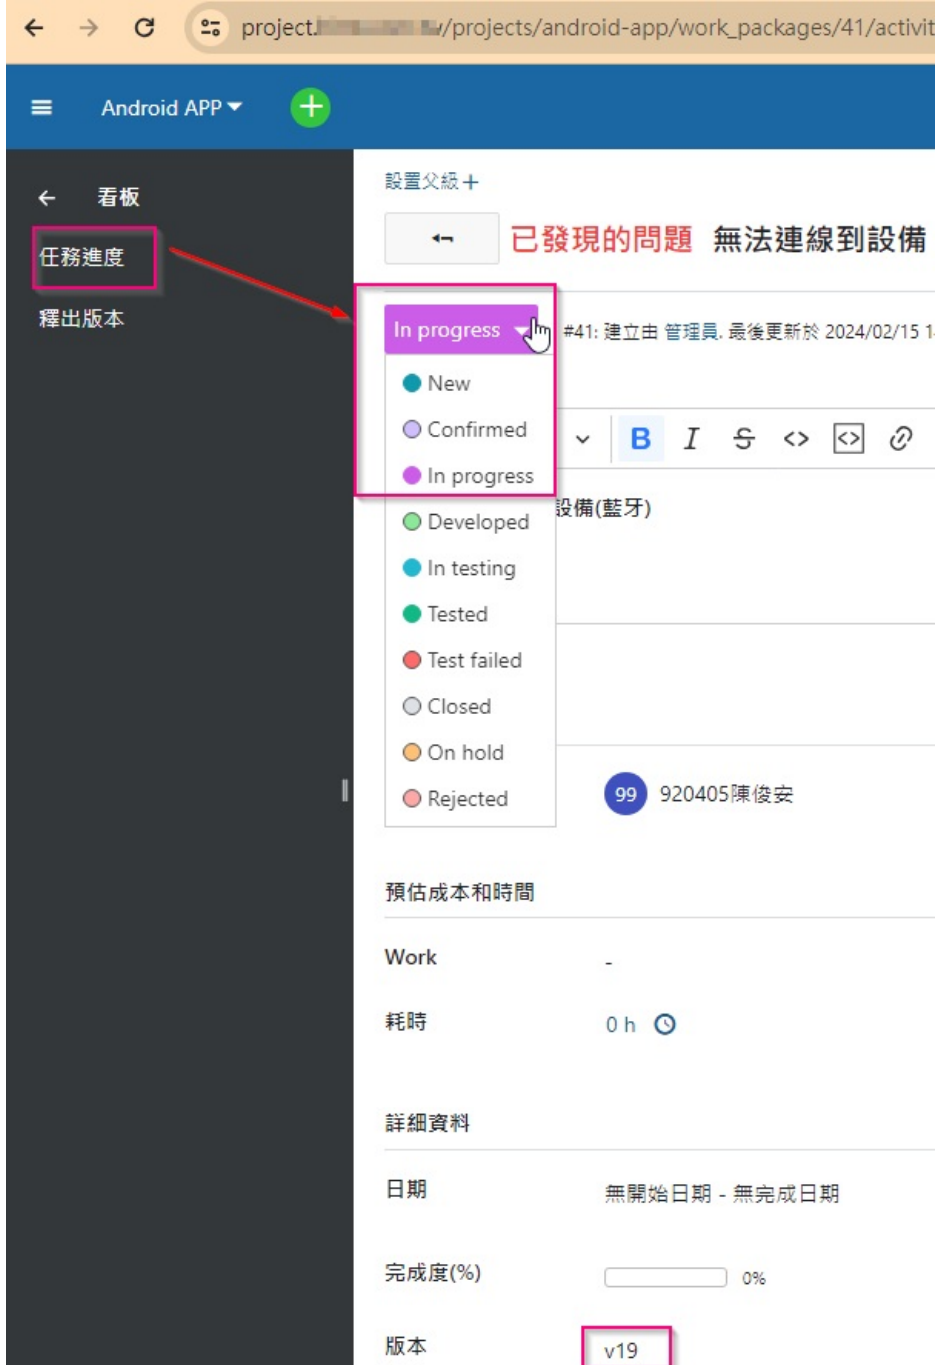 project. /projects/android-app/work_packages/41/activit
Android APP
看板
任務進度
釋出版本
設置父級+
已發現的問題 無法連線到設備
In progress
#41: 建立由 管理員. 最後更新於 2024/02/15 1
New
Confirmed
B I S <>
In progress
設備(藍牙)
Developed
In testing
Tested
Test failed
Closed
On hold
Rejected
99 920405陳俊安
預估成本和時間
Work -
耗時 0 h
詳細資料
日期 無開始日期 - 無完成日期
完成度(%) 0%
版本 v19